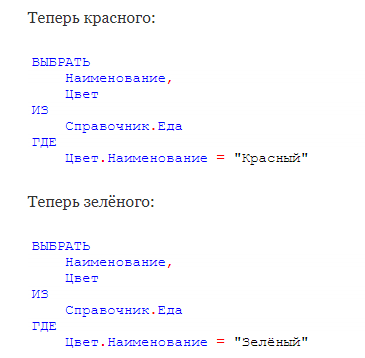 Теперь красного:
ВЫБРАТЬ
Наименование,
Цвет
ИЗ
Справочник.Еда
ГДЕ
Цвет.Наименование = "Красный"
Теперь зелёного:
ВЫБРАТЬ
Наименование,
Цвет
ИЗ
Справочник.Еда
ГДЕ
Цвет.Наименование = "Зелёный"